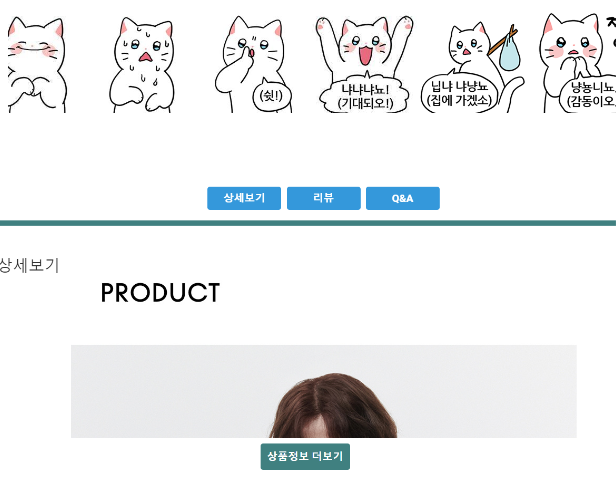 (쉿!)
냐냐냐뇨!
(기대되오!)
닙냐 냐냥뇨
(집에 가겠소)
냥뇽니뇨
(감동이오
상세보기
리뷰
Q&A
상세보기
PRODUCT
상품정보 더보기